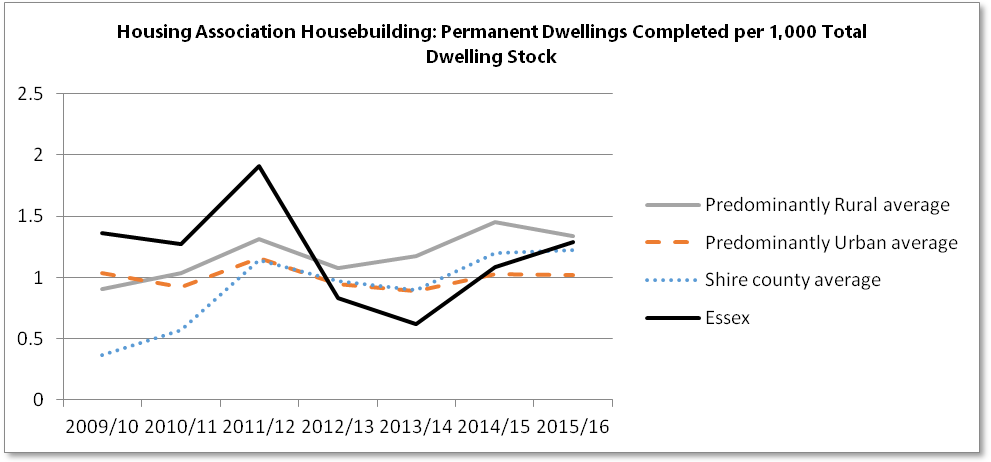 Housing Association Housebuilding: Permanent Dwellings Completed per 1,000 Total
Dwelling Stock
2.5
2
1.5
1
0.5
0
2009/10 2010/11 2011/12 2012/13 2013/14 2014/15 2015/16
Predominantly Rural average
Predominantly Urban average
Shire county average
Essex